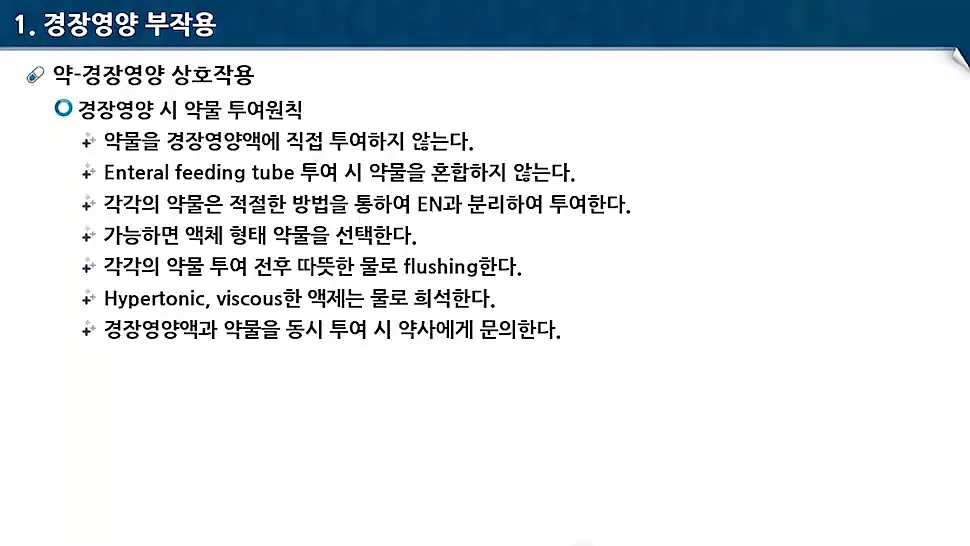 1. 경장영양 부작용
약-경장영양 상호작용
경장영양 시 약물 투여원칙
약물을 경장영양액에 직접 투여하지 않는다.
Enteral feeding tube 투여 시 약물을 혼합하지 않는다.
각각의 약물은 적절한 방법을 통하여 EN과 분리하여 투여한다.
가능하면 액체 형태 약물을 선택한다.
각각의 약물 투여 전후 따뜻한 물로 flushing한다.
Hypertonic, viscous한 액제는 물로 희석한다.
경장영양액과 약물을 동시 투여 시 약사에게 문의한다.